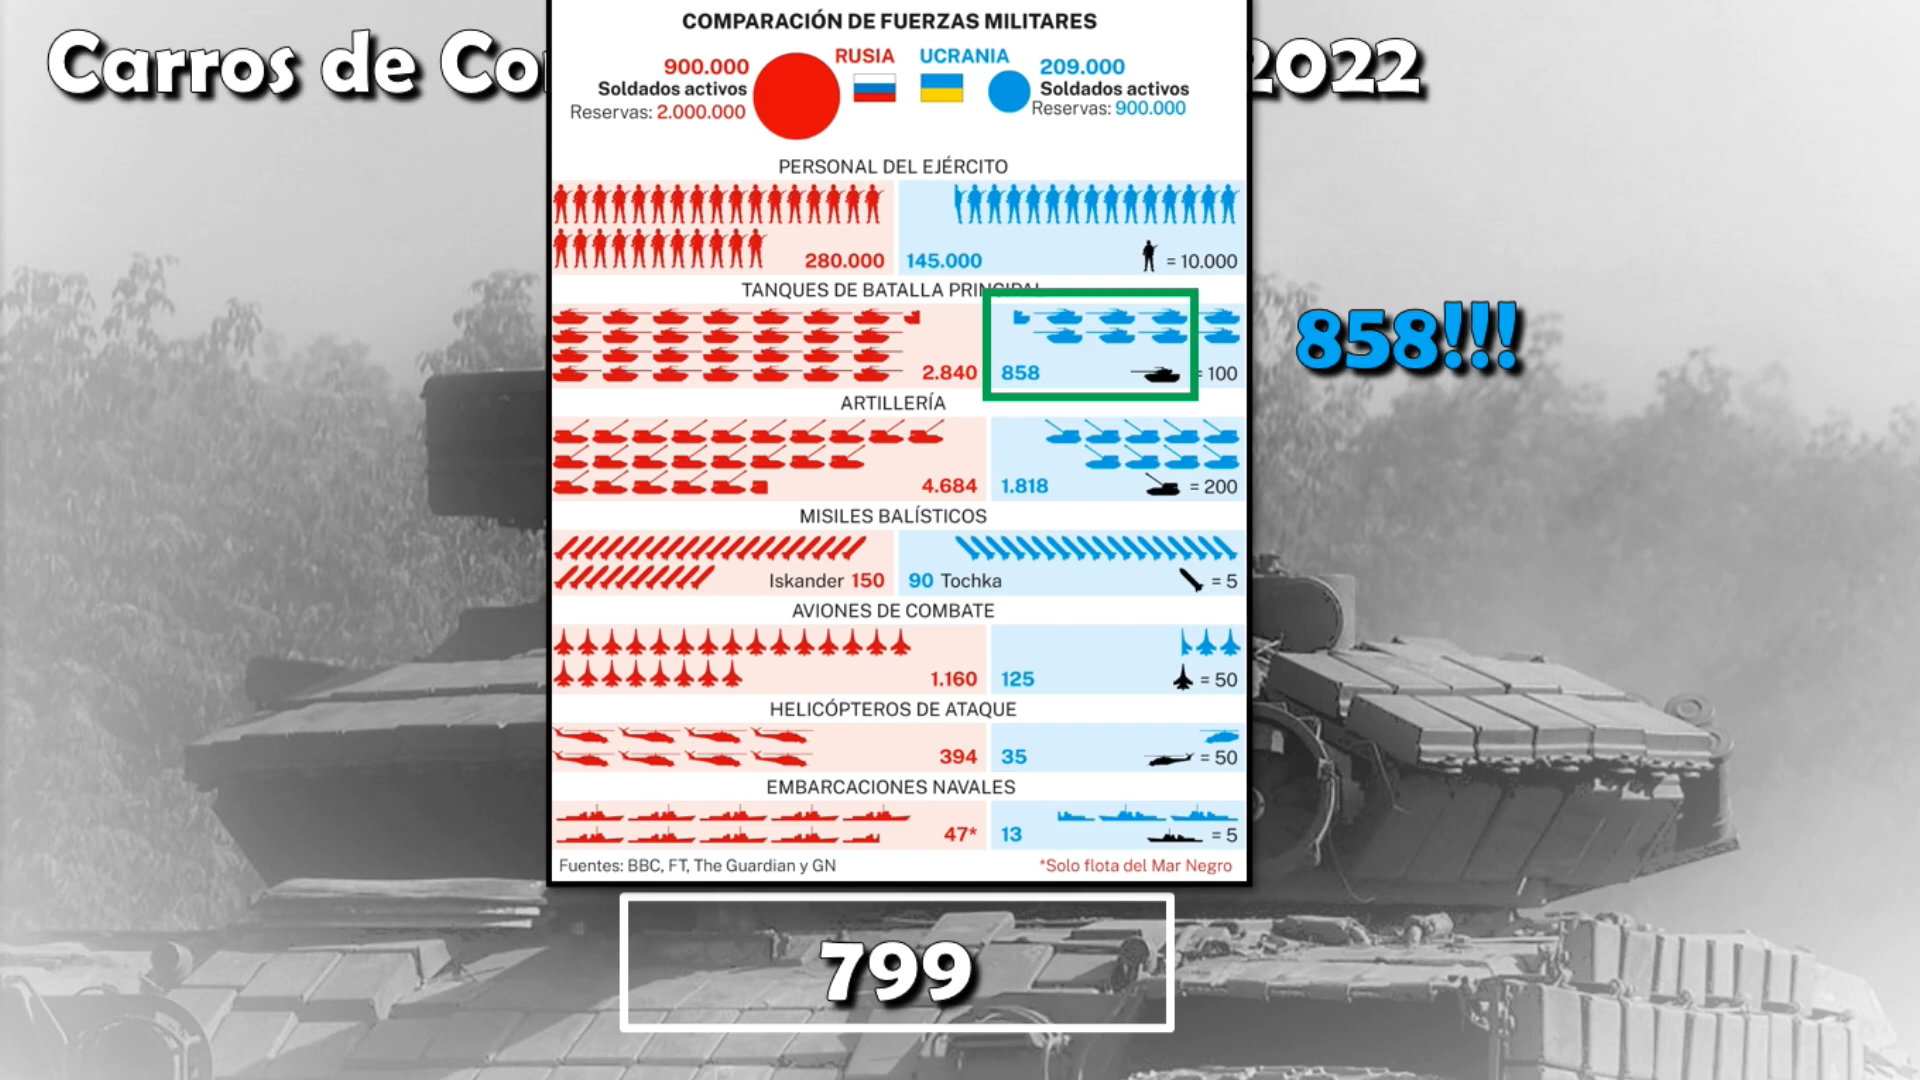 Carros de Co
2022
COMPARACIÓN DE FUERZAS MILITARES
900.000
Soldados activos
Reservas: 2.000.000
RUSIA
UCRANIA
209.000
Soldados activos
Reservas: 900.000
PERSONAL DEL EJÉRCITO
280.000
145.000
= 10.000
TANQUES DE BATALLA PRINCIPAL
2.840
858
= 100
858!!!
ARTILLERÍA
4.684
1.818
= 200
MISILES BALÍSTICOS
Iskander 150
90 Tochka
= 5
AVIONES DE COMBATE
1.160
125
= 50
HELICÓPTEROS DE ATAQUE
394
35
= 50
EMBARCACIONES NAVALES
47*
13
= 5
Fuentes: BBC, FT, The Guardian y GN
*Solo flota del Mar Negro
799